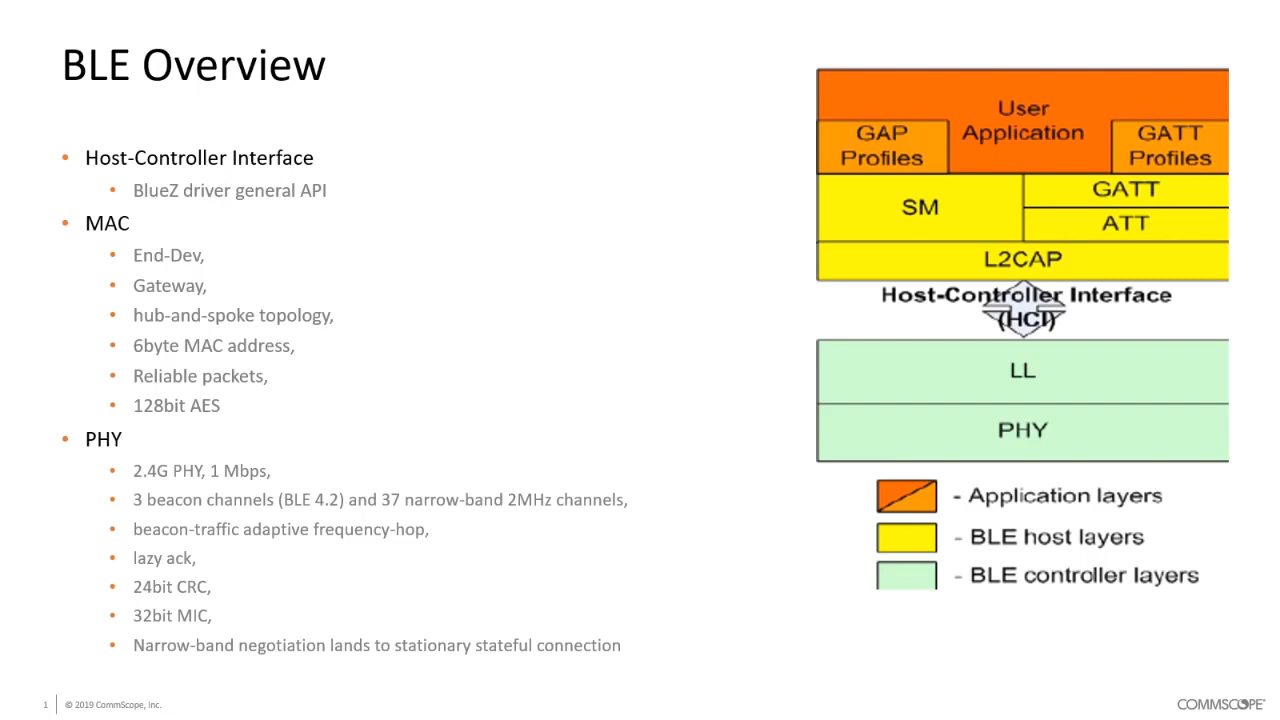 BLE Overview
• Host-Controller Interface
• BlueZ driver general API
• MAC
• End-Dev,
• Gateway,
• hub-and-spoke topology,
• 6byte MAC address,
• Reliable packets,
• 128bit AES
• PHY
• 2.4G PHY, 1 Mbps,
• 3 beacon channels (BLE 4.2) and 37 narrow-band 2MHz channels,
• beacon-traffic adaptive frequency-hop,
• lazy ack,
• 24bit CRC,
• 32bit MIC,
• Narrow-band negotiation lands to stationary stateful connection
User
Application
GAP
Profiles
GATT
Profiles
SM
GATT
ATT
L2CAP
Host-Controller Interface
(HCI)
LL
PHY
- Application layers
- BLE host layers
- BLE controller layers
1
© 2019 CommScope, Inc.
COMMSCOPE®